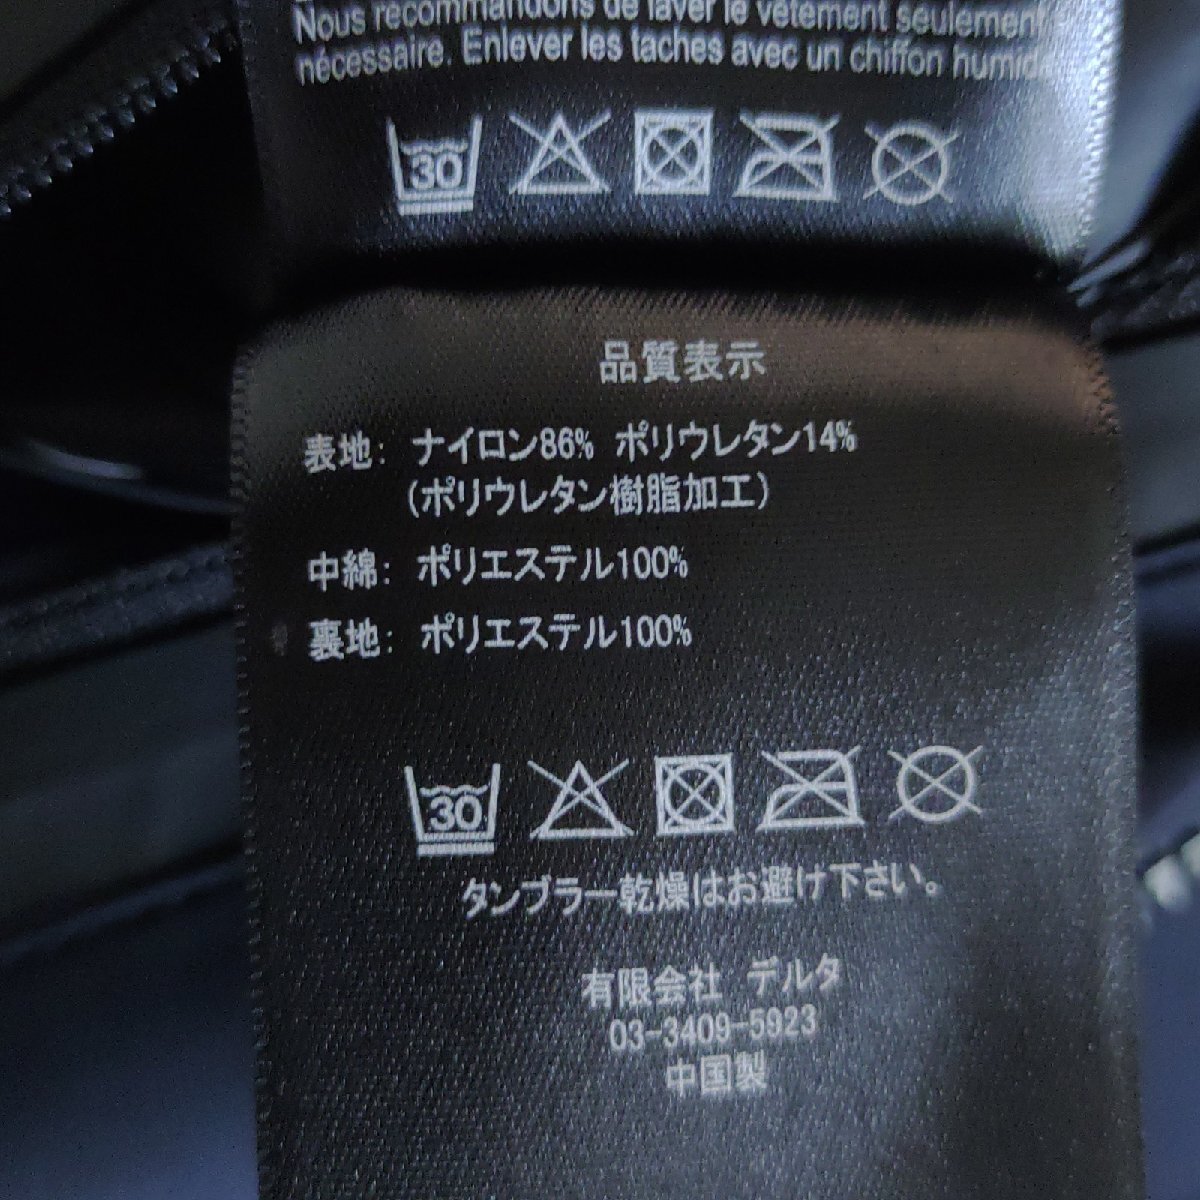 Nous recommandons de laver le vêtement seulement
nécessaire. Enlever les taches avec un chiffon humide
30
品質表示
表地: ナイロン86% ポリウレタン14%
(ポリウレタン樹脂加工)
中綿: ポリエステル100%
裏地: ポリエステル100%
30
タンブラー乾燥はお避け下さい。
有限会社 デルタ
03-3409-5923
中国製